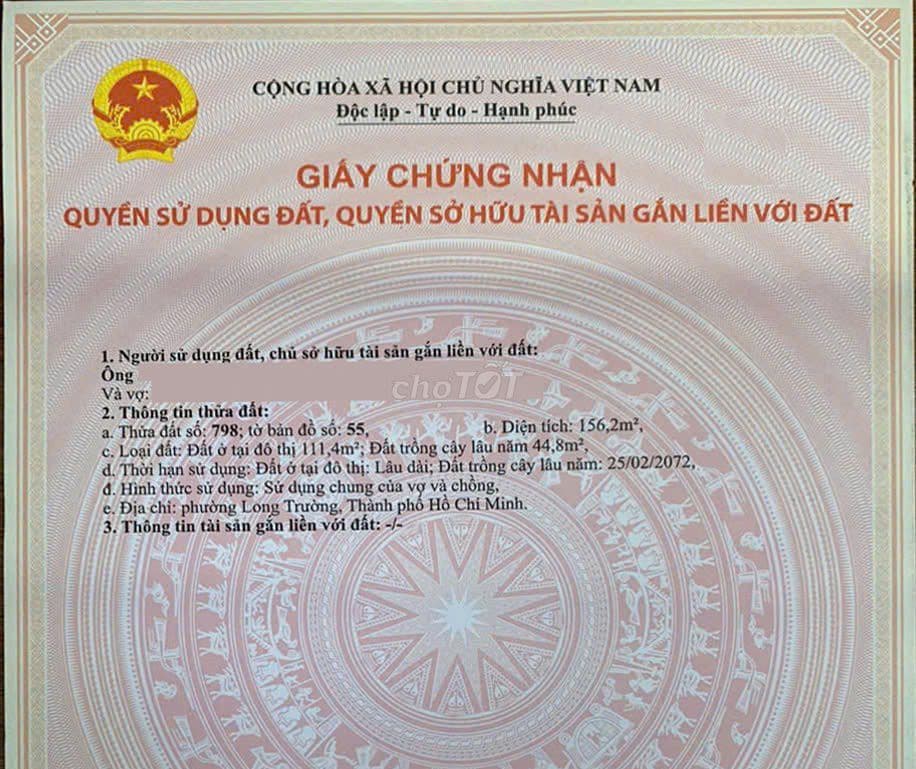 CỘNG HÒA XÃ HỘI CHỦ NGHĨA VIỆT NAM
Độc lập - Tự do - Hạnh phúc
GIẤY CHỨNG NHẬN
QUYỀN SỬ DỤNG ĐẤT, QUYỀN SỞ HỮU TÀI SẢN GẮN LIỀN VỚI ĐẤT
1. Người sử dụng đất, chủ sở hữu tài sản gắn liền với đất:
Ông
chợTỐT
Và vợ:
2. Thông tin thửa đất:
a. Thửa đất số: 798; tờ bản đồ số: 55, b. Diện tích: 156,2m²,
c. Loại đất: Đất ở tại đô thị 111,4m²; Đất trồng cây lâu năm 44,8m²,
d. Thời hạn sử dụng: Đất ở tại đô thị: Lâu dài; Đất trồng cây lâu năm: 25/02/2072,
đ. Hình thức sử dụng: Sử dụng chung của vợ và chồng,
e. Địa chỉ: phường Long Trường, Thành phố Hồ Chí Minh.
3. Thông tin tài sản gắn liền với đất: -/-